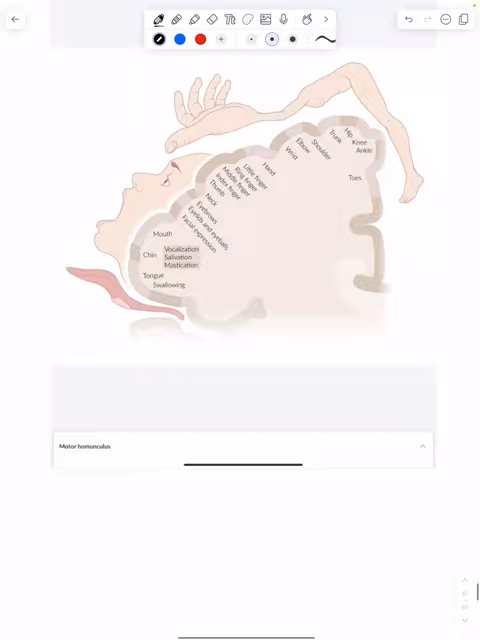 Hip
Trunk
Knee
Ankle
Shoulder
Elbow
Wrist
Toes
Hand
Little finger
Ring finger
Middle finger
Index finger
Thumb
Neck
Eyebrows
Eyelids and eyeballs
Facial expression
Mouth
Vocalization
Chin
Salivation
Mastication
Tongue
Swallowing
Motor homunculus